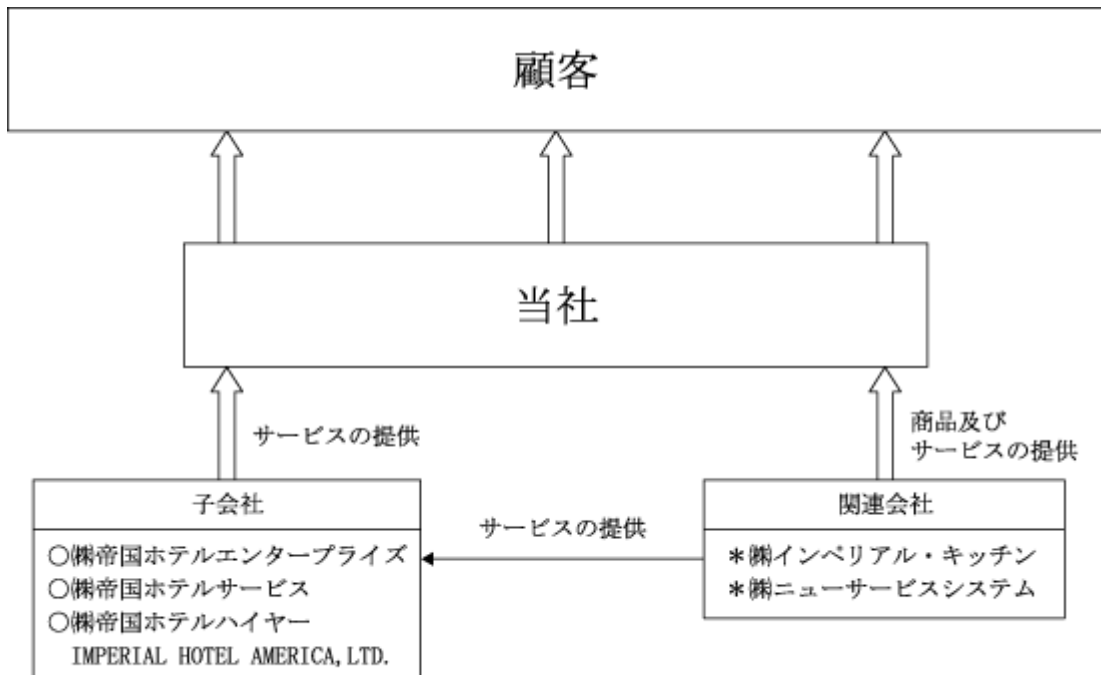 顧客
当社
サービスの提供
商品及び
サービスの提供
子会社
○㈱帝国ホテルエンタープライズ
○㈱帝国ホテルサービス
○㈱帝国ホテルハイヤー
IMPERIAL HOTEL AMERICA,LTD.
サービスの提供
関連会社
＊㈱インペリアル・キッチン
＊㈱ニューサービスシステム